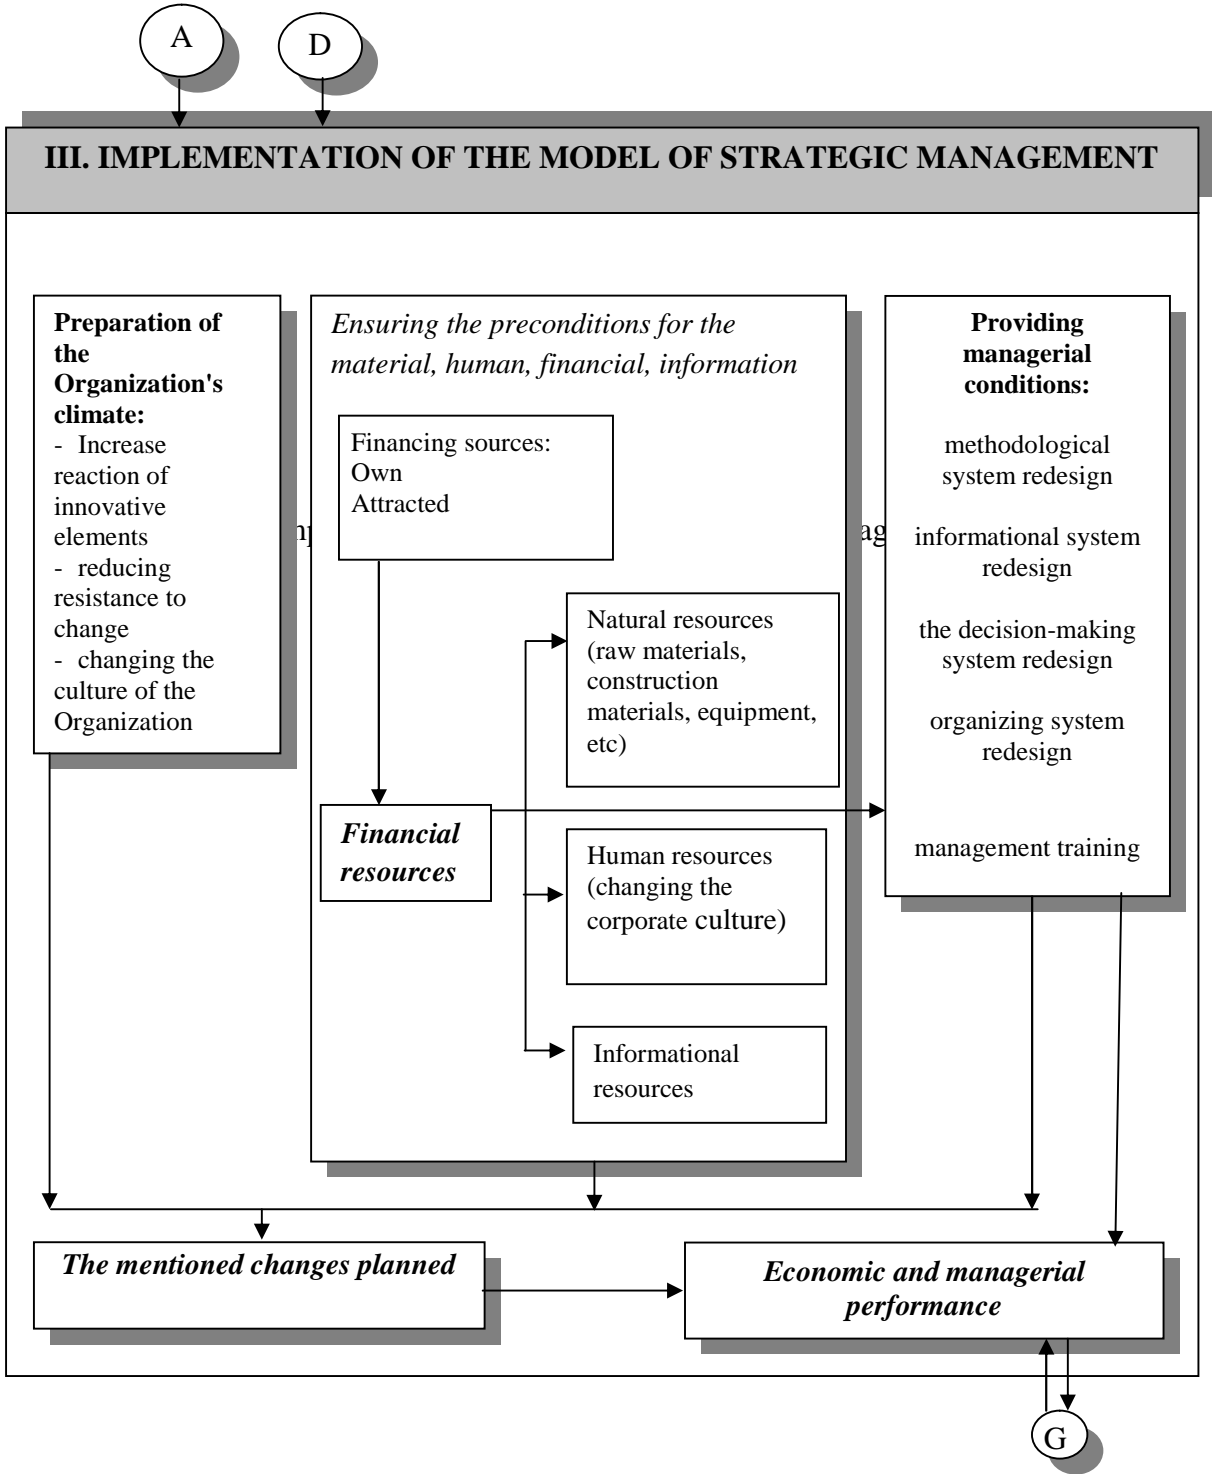 A
D
III. IMPLEMENTATION OF THE MODEL OF STRATEGIC MANAGEMENT
Preparation of
the
Organization's
climate:
- Increase
reaction of
innovative
elements
- reducing
resistance to
change
- changing the
culture of the
Organization
Ensuring the preconditions for the
material, human, financial, information
Financing sources:
Own
Attracted
Natural resources
(raw materials,
construction
materials, equipment,
etc)
Financial
resources
Human resources
(changing the
corporate culture)
Informational
resources
Providing
managerial
conditions:
methodological
system redesign
informational system
redesign
the decision-making
system redesign
organizing system
redesign
management training
The mentioned changes planned
Economic and managerial
performance
G